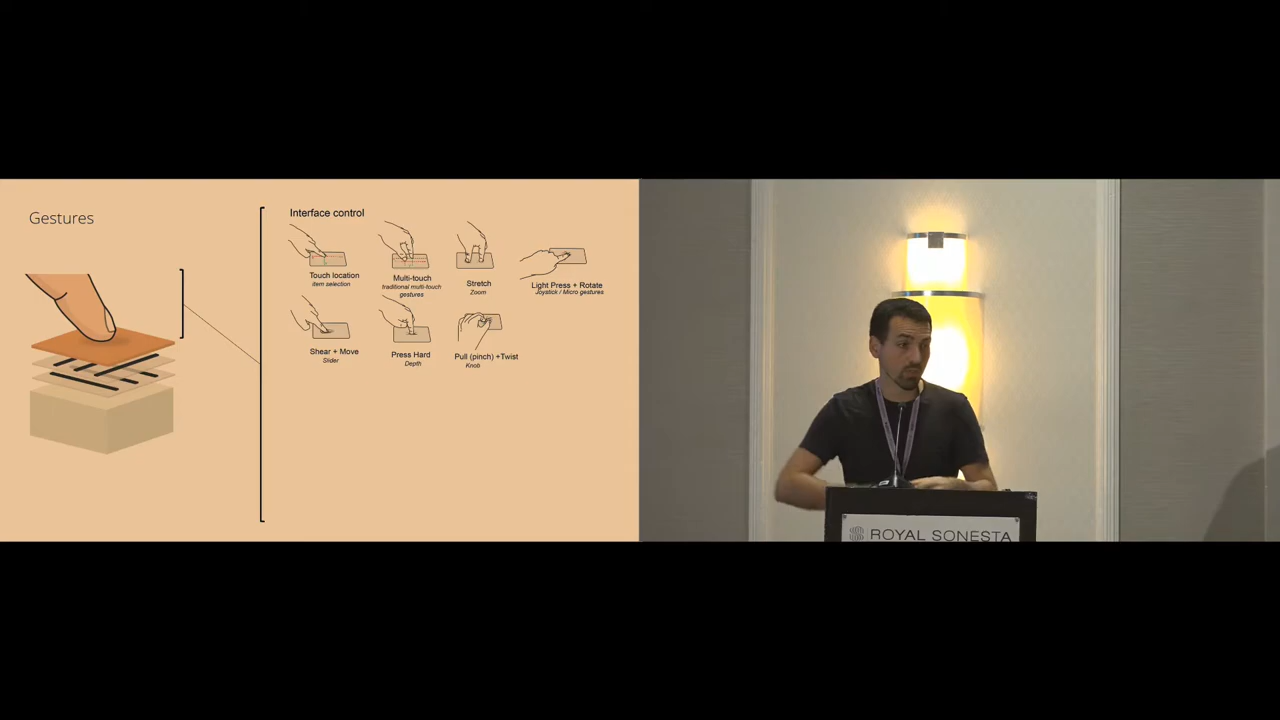 Gestures
Interface control
Touch location
item selection
Multi-touch
traditional multi-touch
gestures
Stretch
Zoom
Light Press + Rotate
Joystick / Micro gestures
Shear + Move
Slider
Press Hard
Depth
Pull (pinch) +Twist
Knob
ROYAL SONESTA